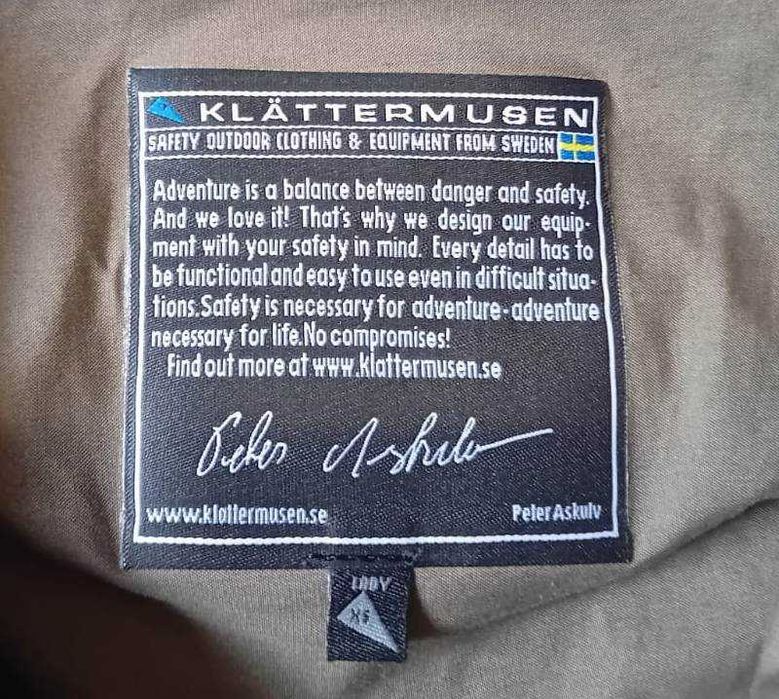 KLÄTTERMUSEN
SAFETY OUTDOOR CLOTHING & EQUIPMENT FROM SWEDEN
Adventure is a balance between danger and safety.
And we love it! That's why we design our equip-
ment with your safety in mind. Every detail has to
be functional and easy to use even in difficult situa-
tions. Safety is necessary for adventure-adventure
necessary for life. No compromises!
Find out more at www.klattermusen.se
Peter Askulv
www.klattermusen.se
Peter Askulv
LADY
XS